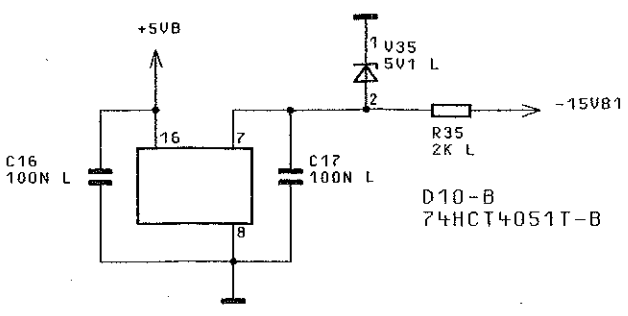 +5VB
1 V35
5V1 L
2
-15VB1
16
7
R35
2K L
C16
100N L
C17
100N L
8
D10-B
74HCT4051T-B